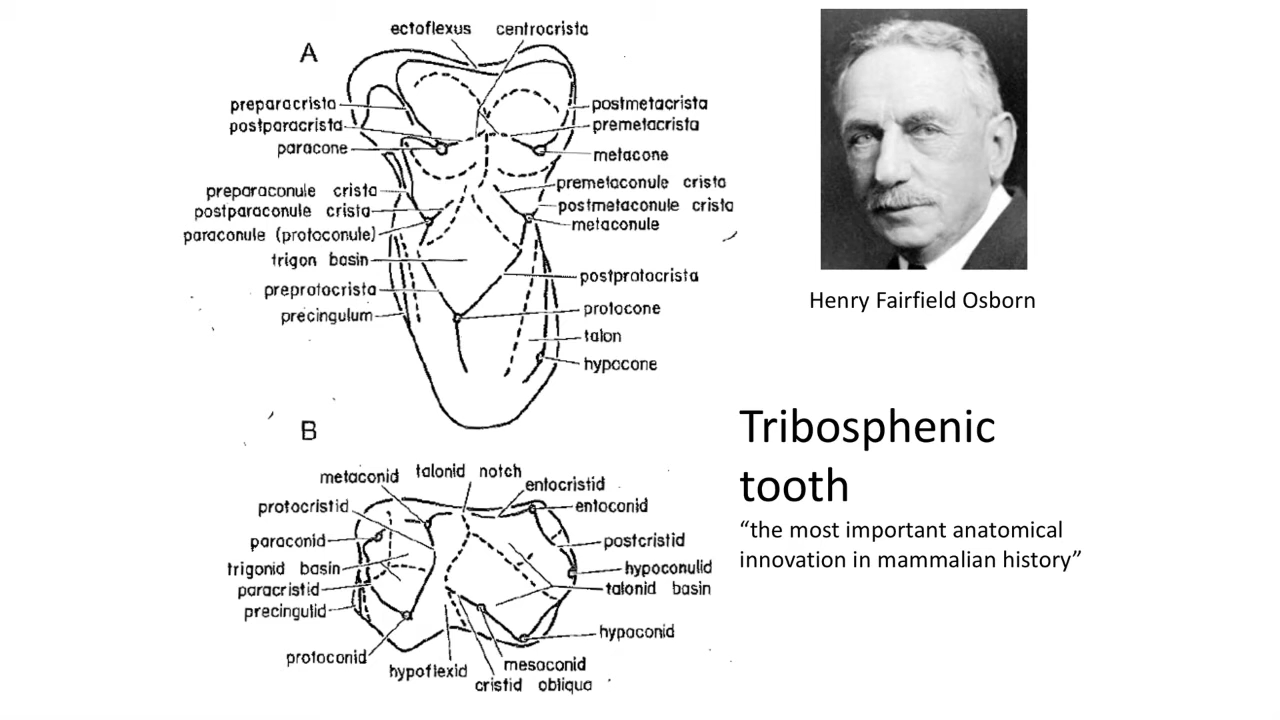 A
ectoflexus
centrocrista
preparacrista
postparacrista
paracone
preparaconule crista
postparaconule crista
paraconule (protoconule)
trigon basin
preprotocrista
precingulum
postmetacrista
premetacrista
metacone
premetaconule crista
postmetaconule crista
metaconule
postprotocrista
protocone
talon
hypocone
B
metaconid
talonid notch
protocristid
paraconid
trigonid basin
paracristid
precingulid
protoconid
hypoflexid
entocristid
entoconid
postcristid
hypoconulid
talonid basin
hypoconid
mesoconid
cristid obliqua
Henry Fairfield Osborn
Tribosphenic
tooth
“the most important anatomical
innovation in mammalian history”